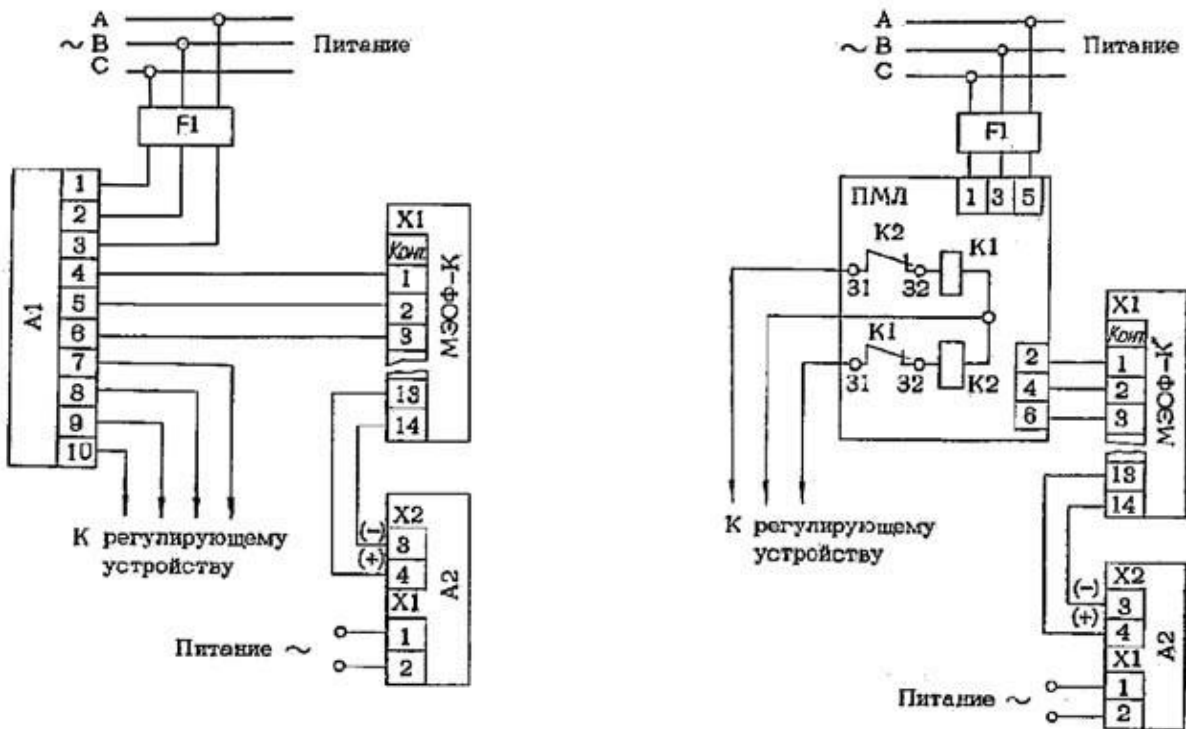 A
~ B Питание
C
F1
A1
1
2
3
4
5
6
7
8
9
10
X1
Конт.
1
2
3
13
14
МЭОФ-К
К регулирующему
устройству
(-)
(+)
X2
3
4
X1
1
2
A2
Питание ~
A
~ B Питание
C
F1
ПМЛ
1 3 5
K2 K1
31 32
K1
31 32 K2
2
4
6
X1
Конт.
1
2
3
13
14
МЭОФ-К
К регулирующему
устройству
(-)
(+)
X2
3
4
X1
1
2
A2
Питание ~